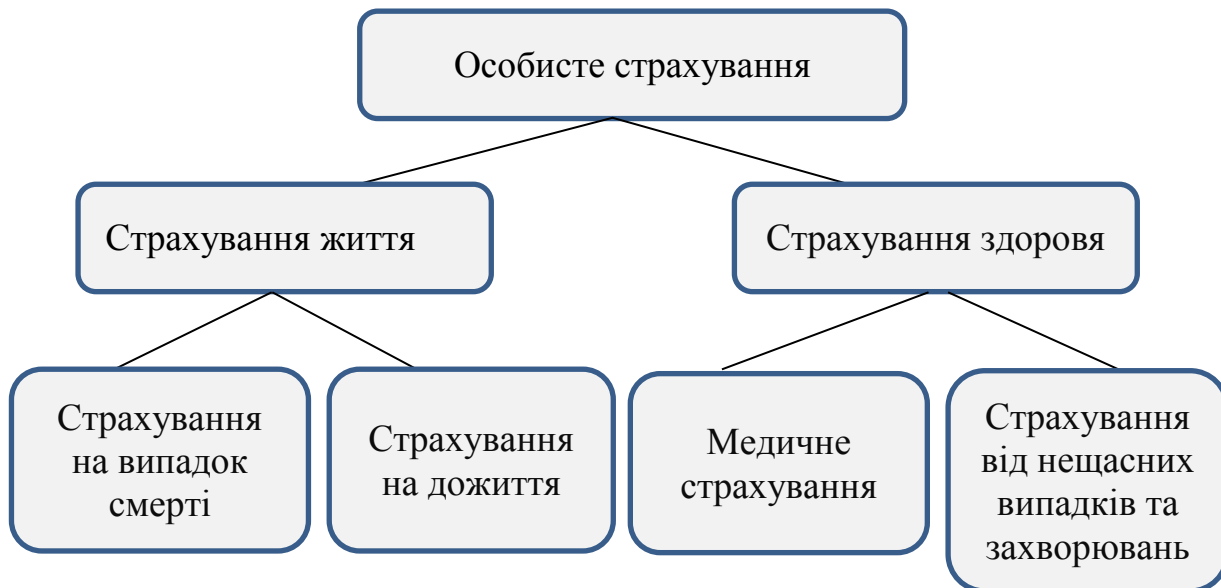 Особисте страхування
Страхування життя
Страхування здоровя
Страхування
на випадок
смерті
Страхування
на дожиття
Медичне
страхування
Страхування
від нещасних
випадків та
захворювань